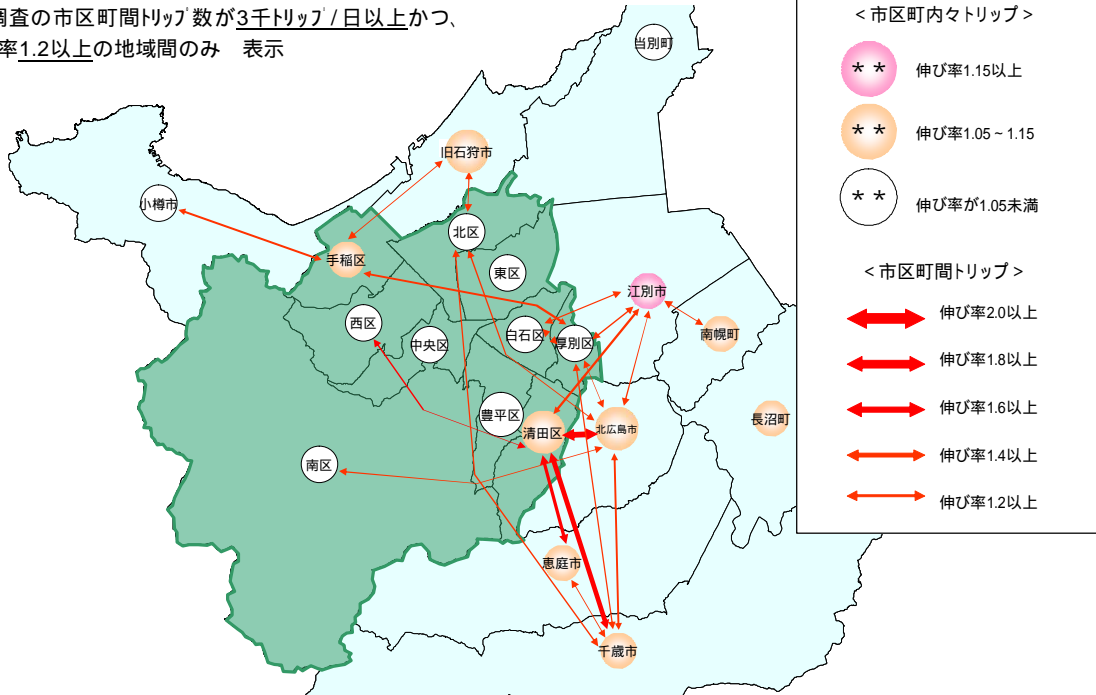 調査の市区町間ﾄﾘｯﾌﾟ数が3千ﾄﾘｯﾌﾟ/日以上かつ、
率1.2以上の地域間のみ 表示
＜市区町内々トリップ＞
** 伸び率1.15以上
** 伸び率1.05~1.15
** 伸び率が1.05未満
＜市区町間トリップ＞
伸び率2.0以上
伸び率1.8以上
伸び率1.6以上
伸び率1.4以上
伸び率1.2以上
当別町
旧石狩市
小樽市
北区
手稲区
東区
江別市
西区
中央区
白石区
厚別区
南幌町
豊平区
清田区
北広島市
長沼町
南区
恵庭市
千歳市